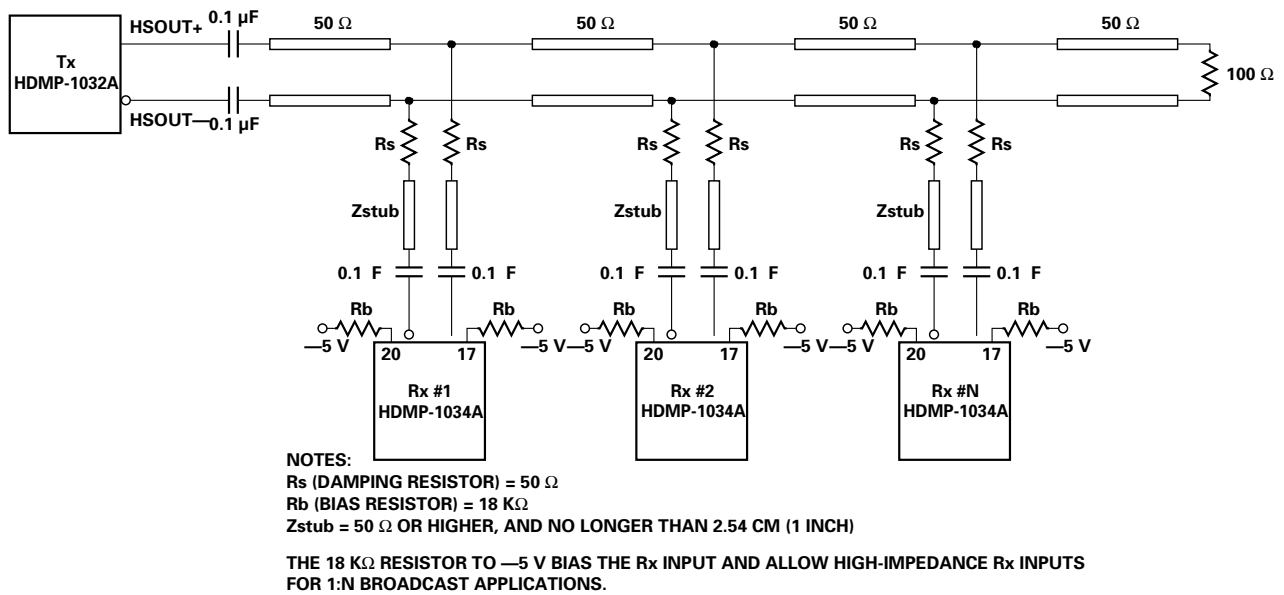 HSOUT+
0.1 µF
50 Ω
50 Ω
50 Ω
50 Ω
Tx
HDMP-1032A
100 Ω
HSOUT—
0.1 µF
Rs
Rs
Rs
Rs
Rs
Rs
Zstub
Zstub
Zstub
0.1 F
0.1 F
0.1 F
0.1 F
0.1 F
0.1 F
Rb
Rb
Rb
Rb
Rb
Rb
—5 V
—5 V
—5 V
—5 V
—5 V
—5 V
20
17
20
17
20
17
Rx #1
HDMP-1034A
Rx #2
HDMP-1034A
Rx #N
HDMP-1034A
NOTES:
Rs (DAMPING RESISTOR) = 50 Ω
Rb (BIAS RESISTOR) = 18 KΩ
Zstub = 50 Ω OR HIGHER, AND NO LONGER THAN 2.54 CM (1 INCH)
THE 18 KΩ RESISTOR TO —5 V BIAS THE Rx INPUT AND ALLOW HIGH-IMPEDANCE Rx INPUTS
FOR 1:N BROADCAST APPLICATIONS.